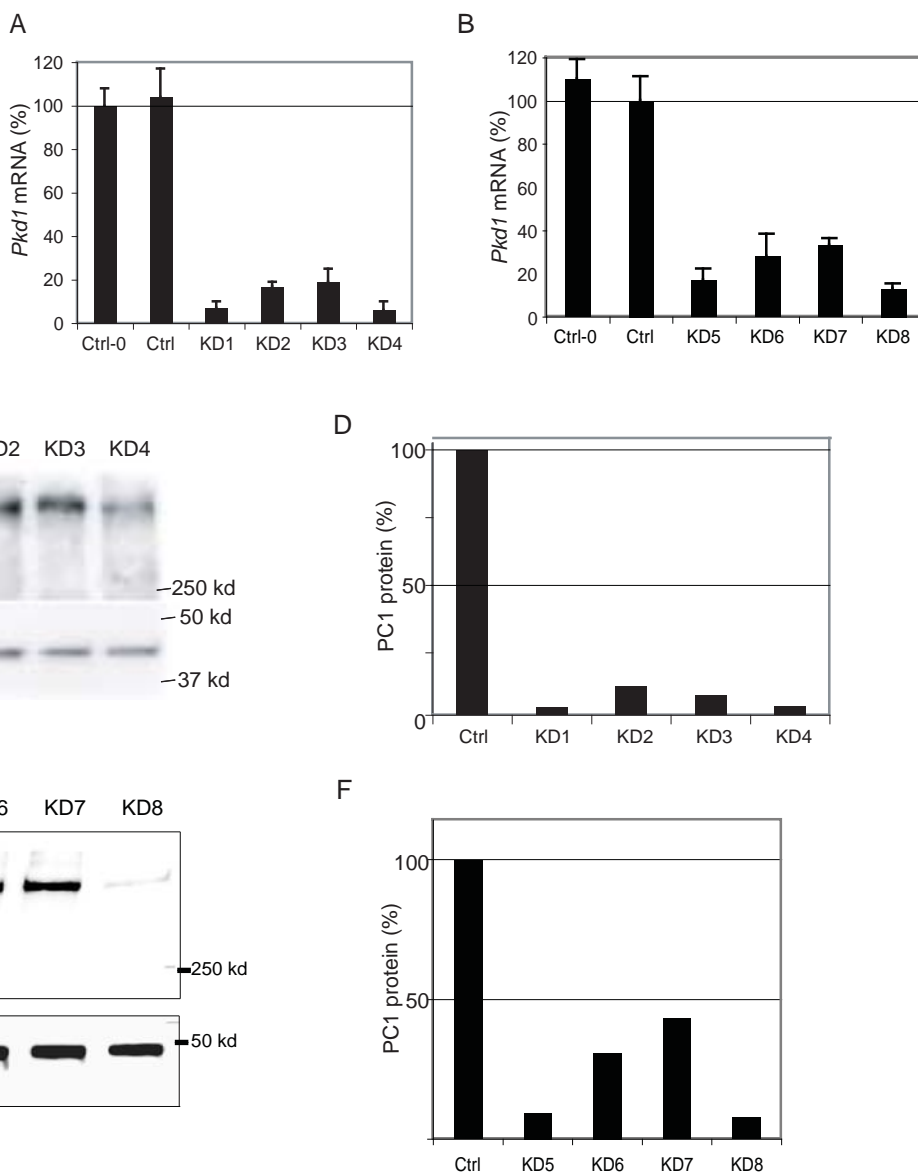 A
Pkd1 mRNA (%)
120
100
80
60
40
20
0
Ctrl-0 Ctrl KD1 KD2 KD3 KD4
B
Pkd1 mRNA (%)
120
100
80
60
40
20
0
Ctrl-0 Ctrl KD5 KD6 KD7 KD8
D2 KD3 KD4
250 kd
50 kd
37 kd
D
PC1 protein (%)
100
50
0
Ctrl KD1 KD2 KD3 KD4
6 KD7 KD8
250 kd
50 kd
F
PC1 protein (%)
100
50
Ctrl KD5 KD6 KD7 KD8